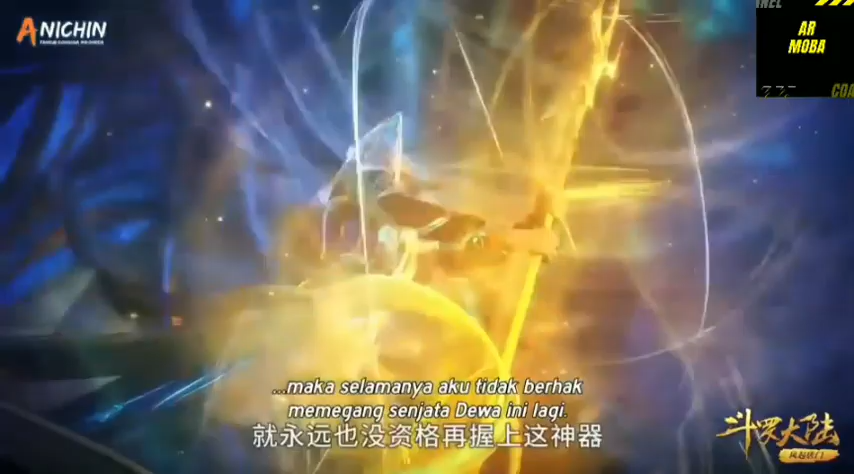 ANICHIN
AR
MOBA
...maka selamanya aku tidak berhak
memegang senjata Dewa ini lagi.
就永远也没资格再握上这神器
斗罗大陆